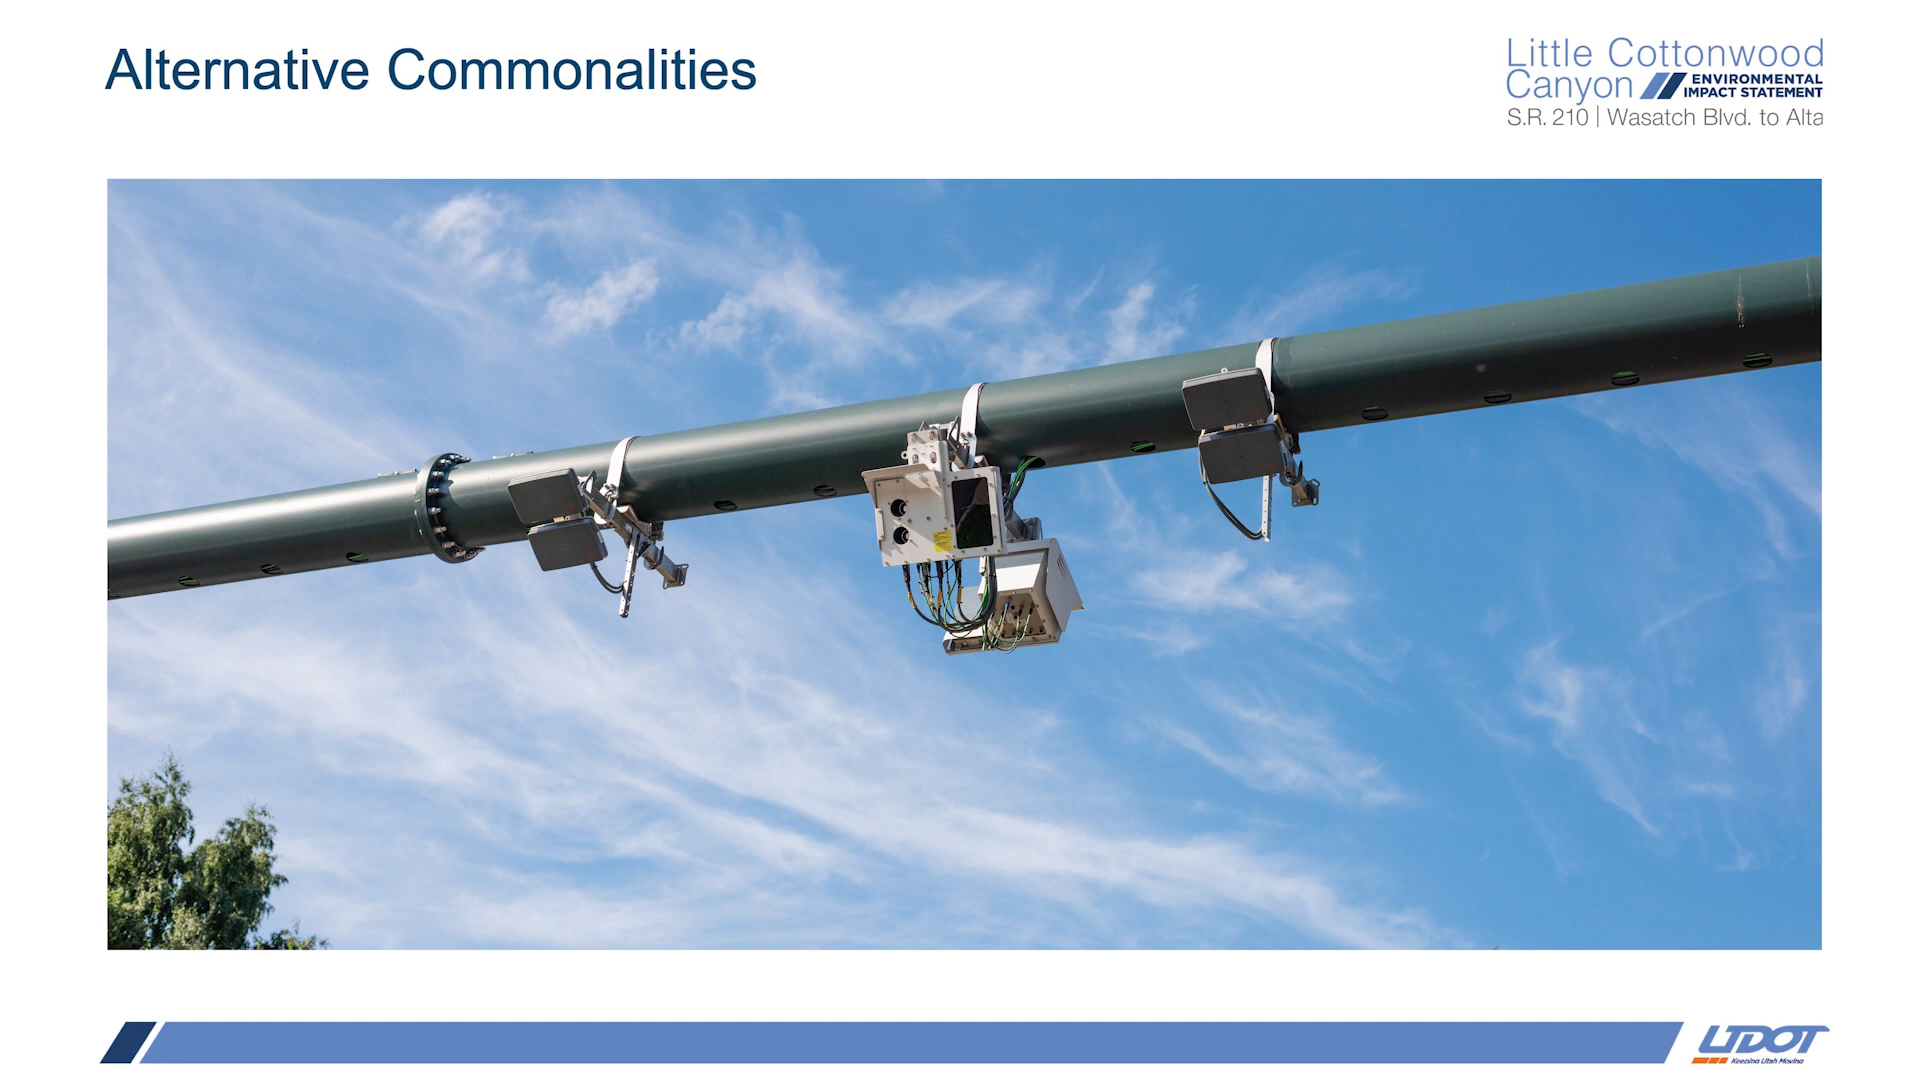 Alternative Commonalities
Little Cottonwood
Canyon ENVIRONMENTAL
IMPACT STATEMENT
S.R. 210 | Wasatch Blvd. to Alta
UDOT
Keeping Utah Moving